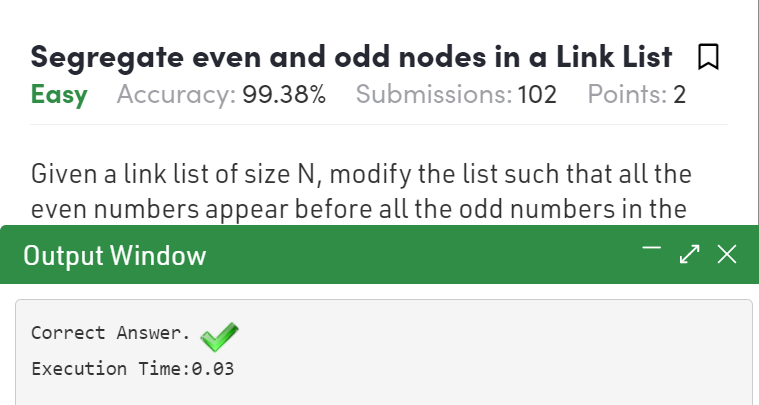 Segregate even and odd nodes in a Link List
Easy Accuracy: 99.38% Submissions: 102 Points: 2
Given a link list of size N, modify the list such that all the
even numbers appear before all the odd numbers in the
Output Window
Correct Answer.
Execution Time:0.03